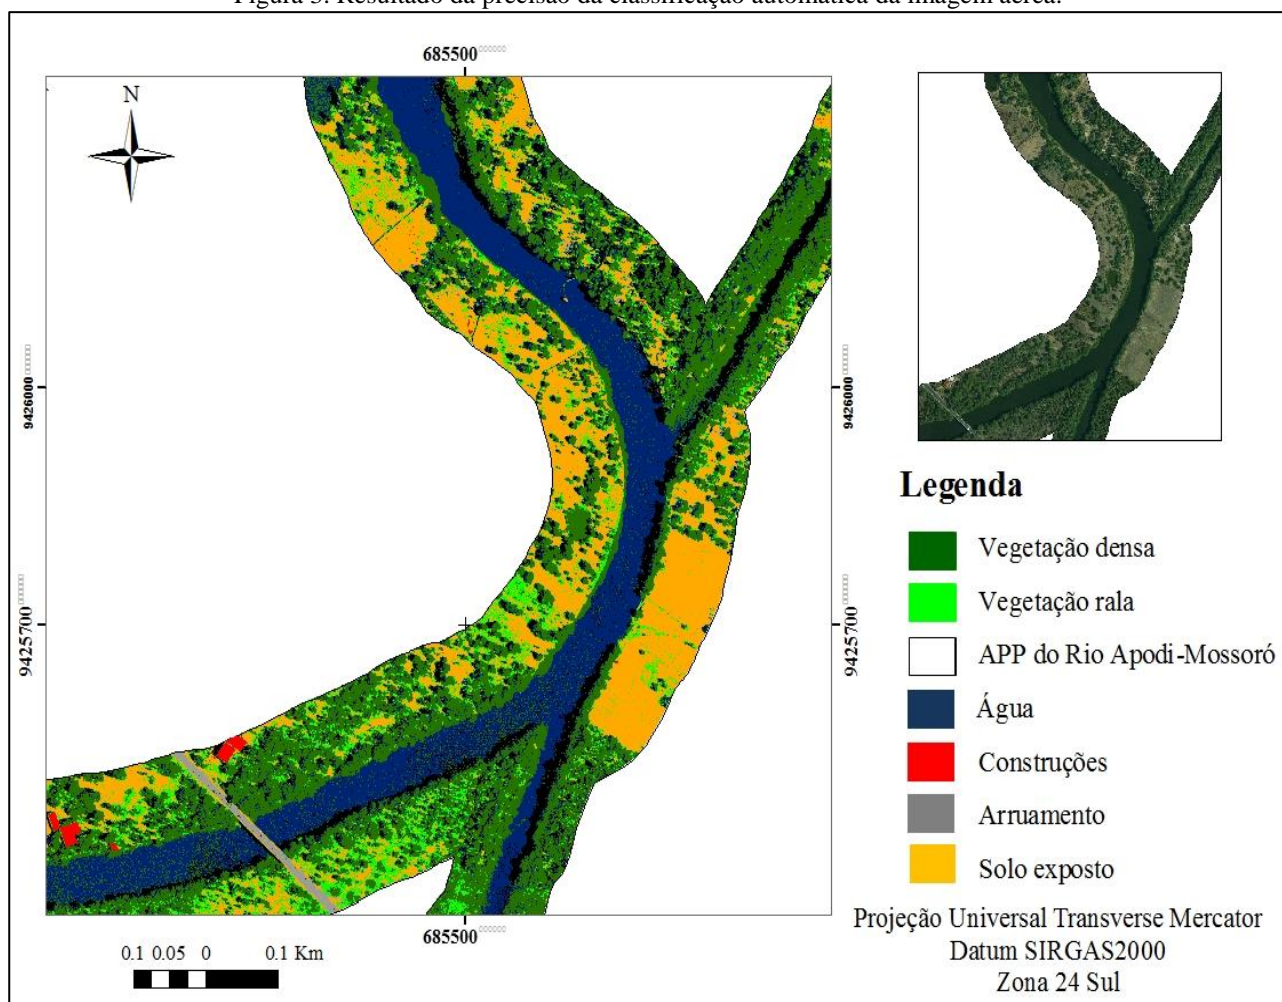 Figura 3. Resultado da precisão da classificação automática da imagem aérea.
685500
N
9426000
9426000
9425700
9425700
685500
0.1 0.05 0 0.1 Km
Legenda
Vegetação densa
Vegetação rala
APP do Rio Apodi-Mossoró
Água
Construções
Arruamento
Solo exposto
Projeção Universal Transverse Mercator
Datum SIRGAS2000
Zona 24 Sul